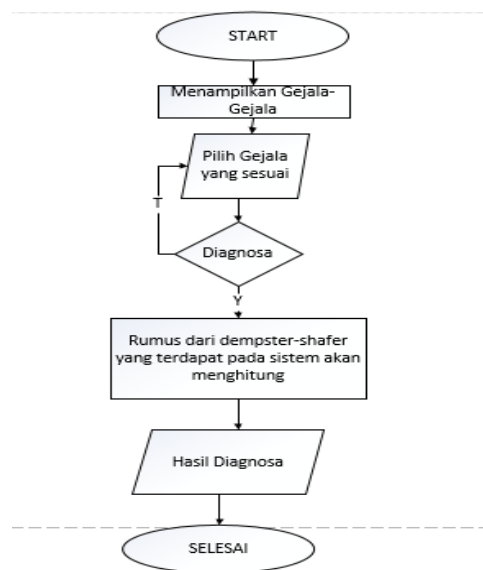 START
Menampilkan Gejala-
Gejala
Pilih Gejala
yang sesuai
T
Diagnosa
Y
Rumus dari dempster-shafer
yang terdapat pada sistem akan
menghitung
Hasil Diagnosa
SELESAI